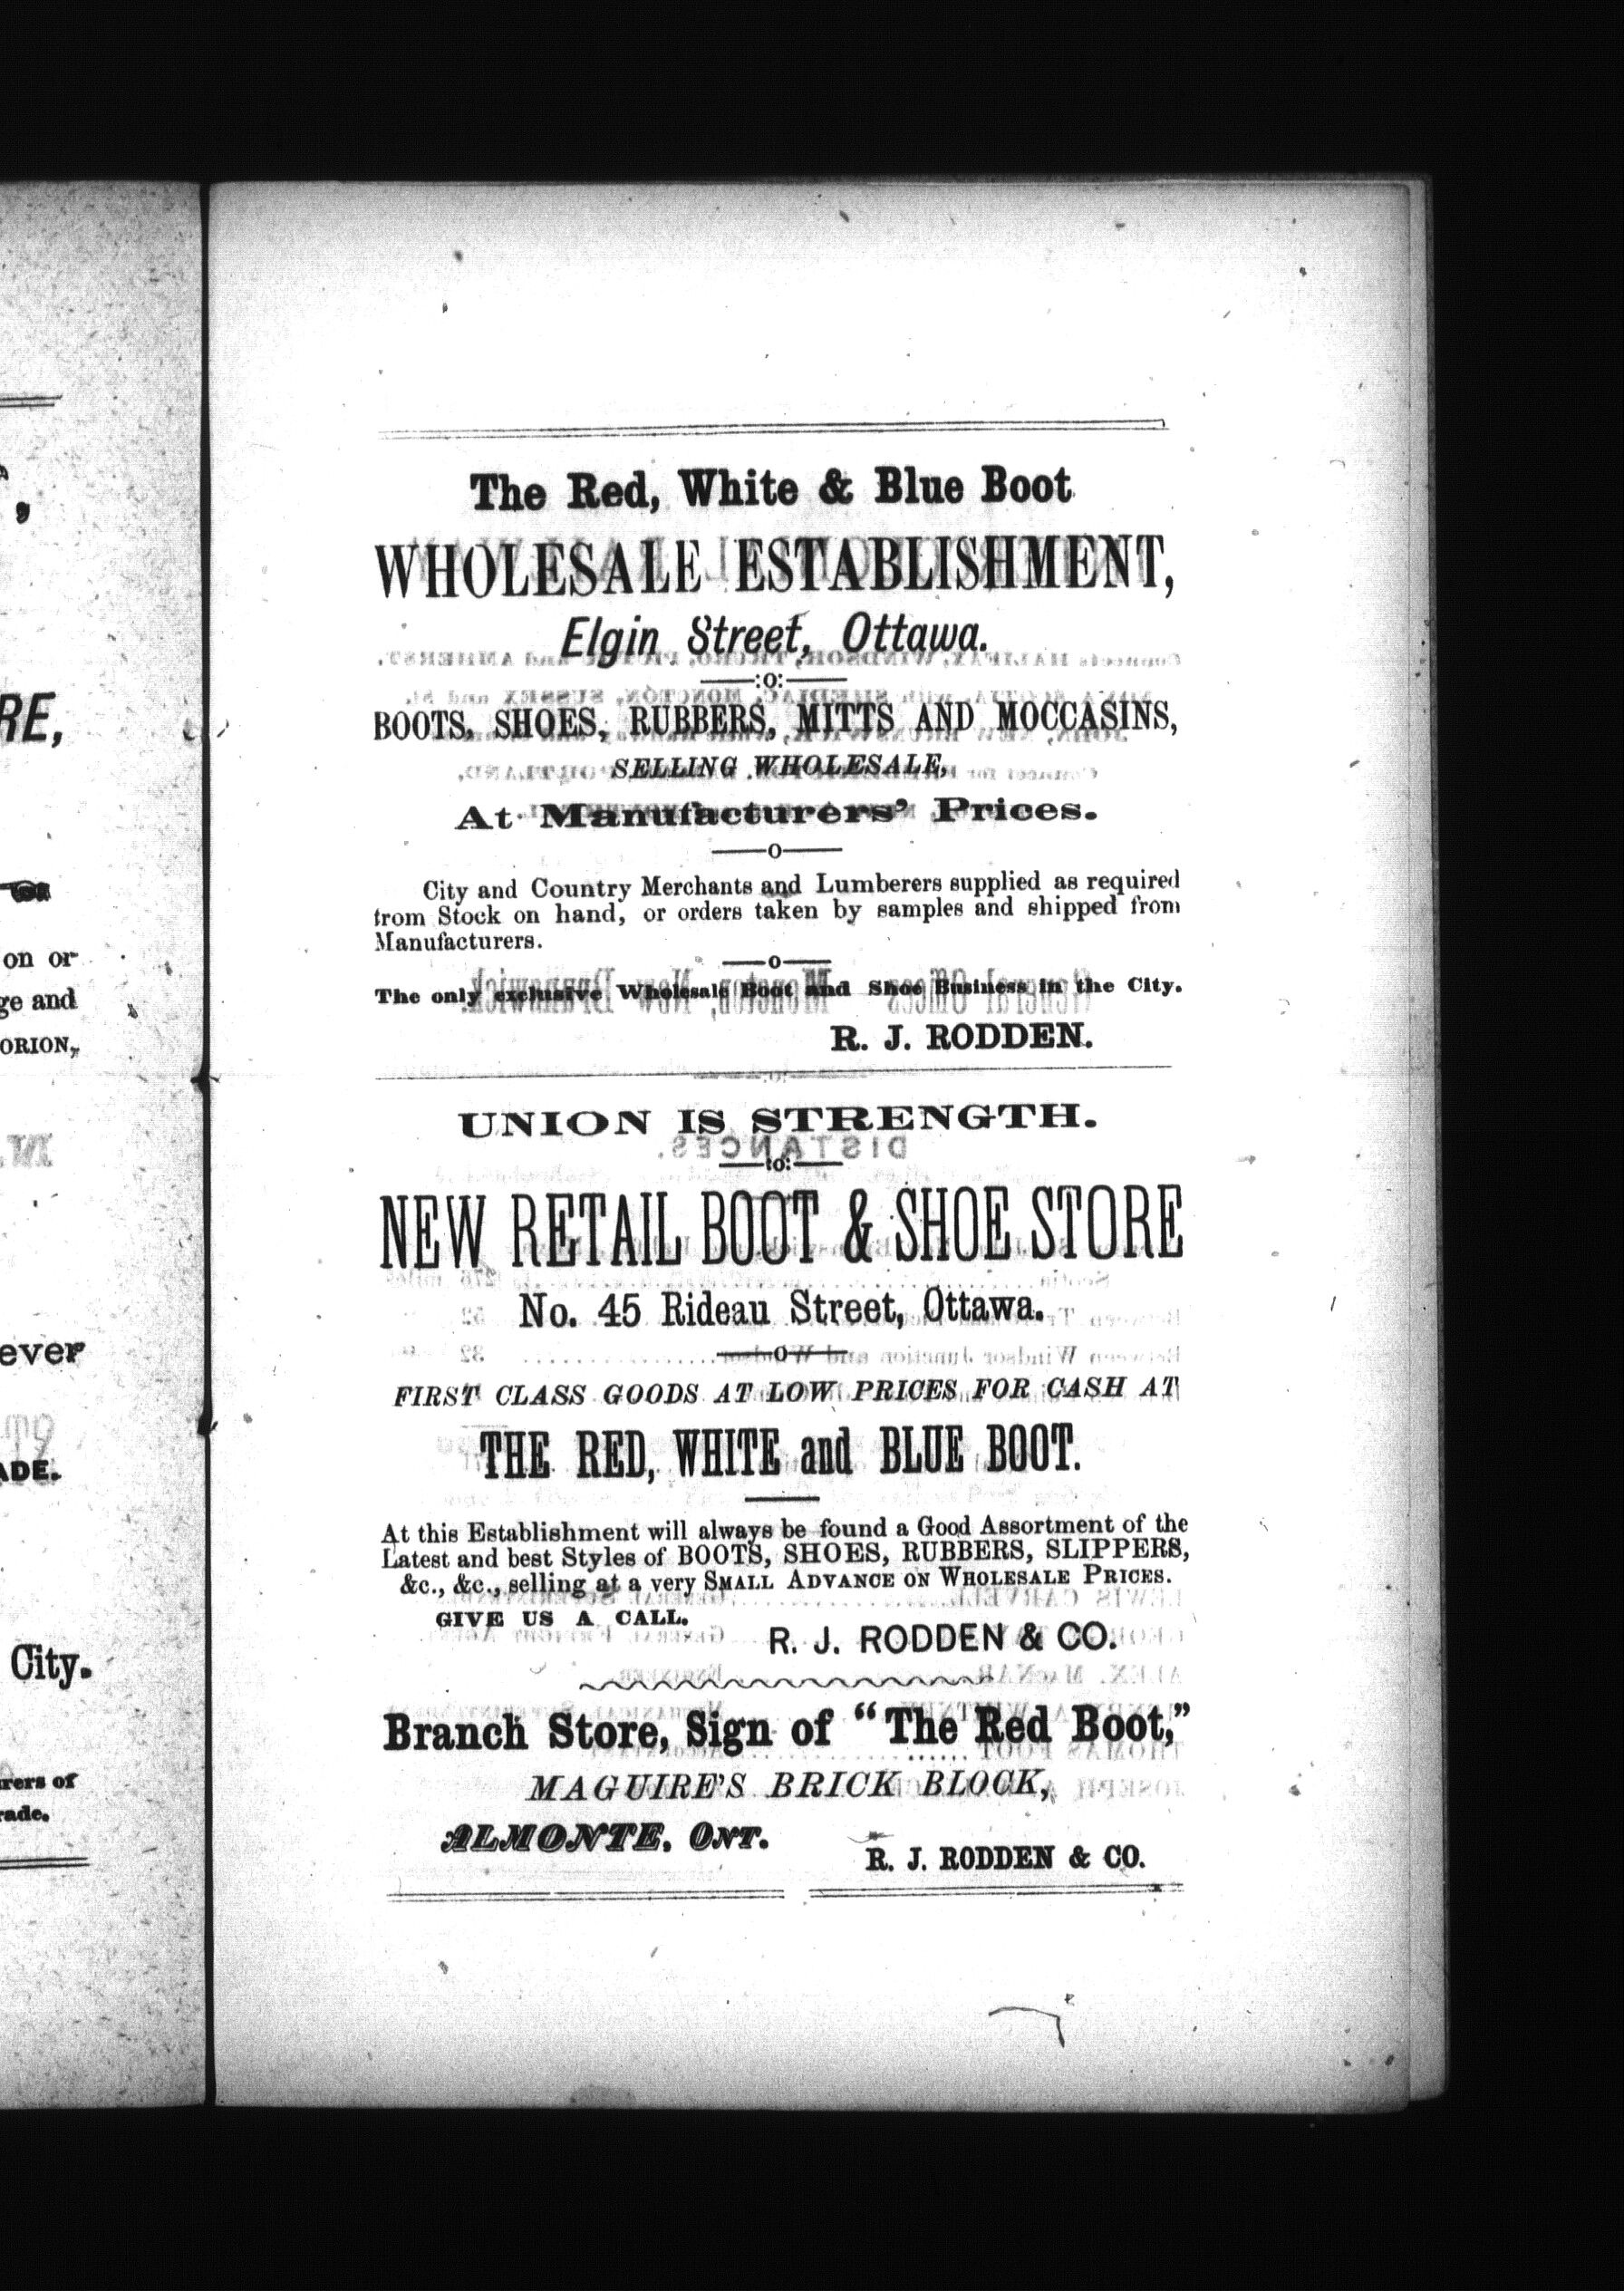 The Red, White & Blue Boot
WHOLESALE ESTABLISHMENT,
Elgin Street, Ottawa.
:o:
BOOTS, SHOES, RUBBERS, MITTS AND MOCCASINS,
SELLING WHOLESALE,
At Manufacturers' Prices.
o
City and Country Merchants and Lumberers supplied as required
from Stock on hand, or orders taken by samples and shipped from
Manufacturers.
o
The only exclusive Wholesale Boot and Shoe Business in the City.
R. J. RODDEN.
UNION IS STRENGTH.
:o:
NEW RETAIL BOOT & SHOE STORE
No. 45 Rideau Street, Ottawa.
o
FIRST CLASS GOODS AT LOW PRICES FOR CASH AT
THE RED, WHITE and BLUE BOOT.
At this Establishment will always be found a Good Assortment of the
Latest and best Styles of BOOTS, SHOES, RUBBERS, SLIPPERS,
&c., &c., selling at a very SMALL ADVANCE ON WHOLESALE PRICES.
GIVE US A CALL.
R. J. RODDEN & CO.
Branch Store, Sign of "The Red Boot,"
MAGUIRE'S BRICK BLOCK,
ALMONTE, ONT.
R. J. RODDEN & CO.
RE,
on or
ge and
ORION,
ever
ADE.
City.
rers of
rade.